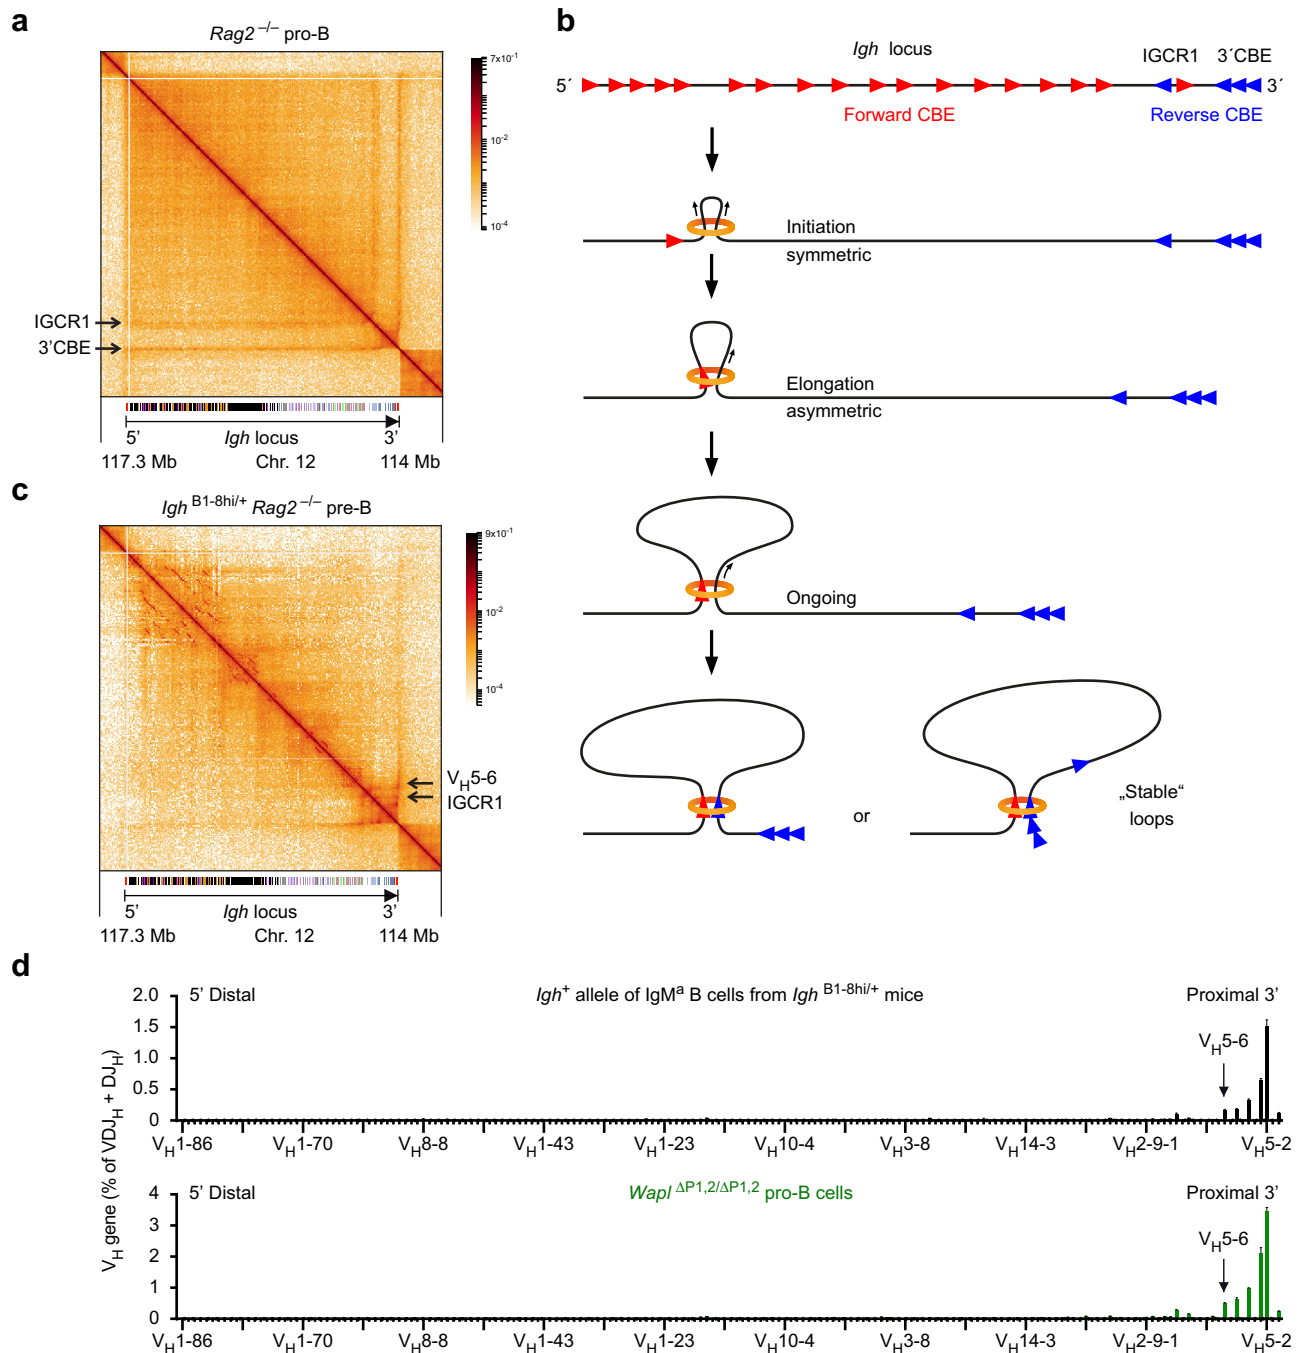 a
Rag2 –/– pro-B
7x10⁻¹
10⁻²
10⁻⁴
IGCR1
3'CBE
5' 3'
Igh locus
117.3 Mb Chr. 12 114 Mb
b
Igh locus
IGCR1 3´CBE
5´ 3´
Forward CBE Reverse CBE
Initiation
symmetric
Elongation
asymmetric
Ongoing
or
„Stable“
loops
c
Igh B1-8hi/+ Rag2 –/– pre-B
9x10⁻¹
10⁻²
10⁻⁴
VH5-6
IGCR1
5' 3'
Igh locus
117.3 Mb Chr. 12 114 Mb
d
VH gene (% of VDJH + DJH)
5' Distal Igh+ allele of IgMa B cells from Igh B1-8hi/+ mice Proximal 3'
2.0
1.5
1.0
0.5
0
VH5-6
VH1-86 VH1-70 VH8-8 VH1-43 VH1-23 VH10-4 VH3-8 VH14-3 VH2-9-1 VH5-2
5' Distal Wapl ΔP1,2/ΔP1,2 pro-B cells Proximal 3'
4
3
2
1
0
VH5-6
VH1-86 VH1-70 VH8-8 VH1-43 VH1-23 VH10-4 VH3-8 VH14-3 VH2-9-1 VH5-2